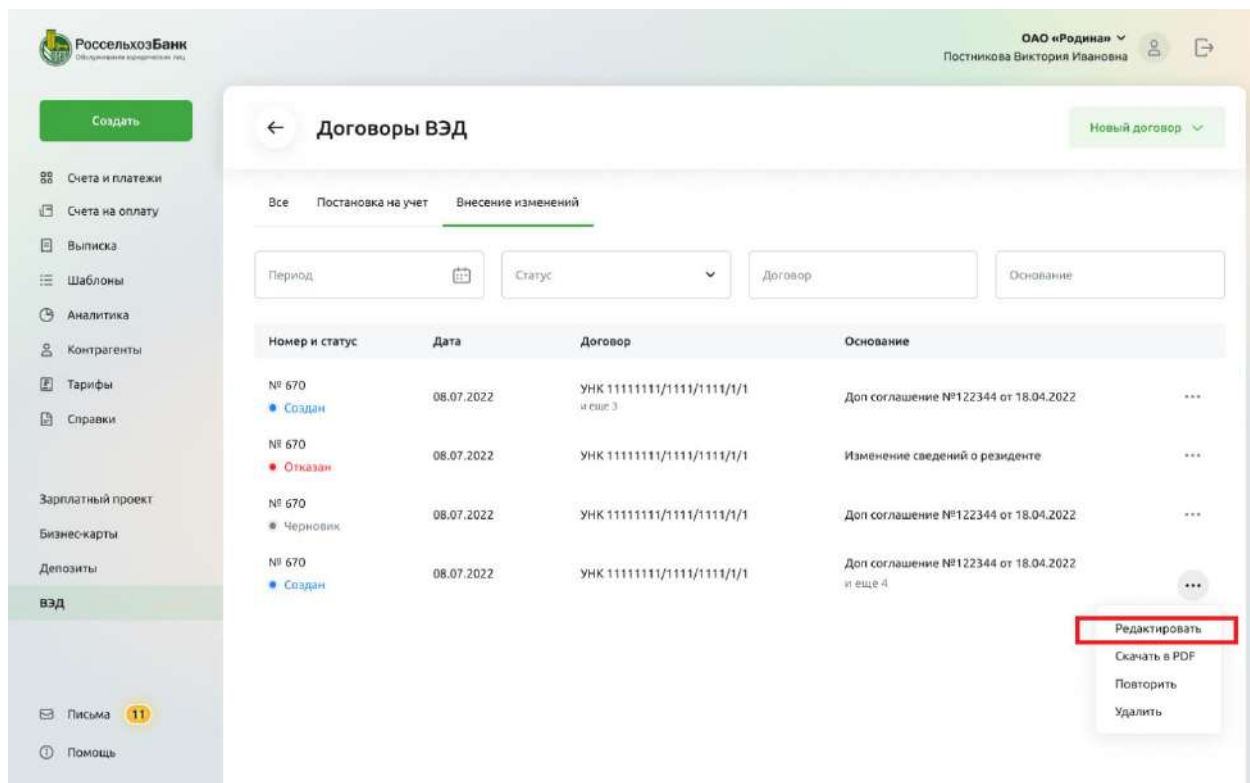 РоссельхозБанк
Обслуживание юридических лиц
ОАО «Родина»
Постникова Виктория Ивановна
Создать
Счета и платежи
Счета на оплату
Выписка
Шаблоны
Аналитика
Контрагенты
Тарифы
Справки
Зарплатный проект
Бизнес-карты
Депозиты
ВЭД
Письма 11
Помощь
Договоры ВЭД
Новый договор
Все Постановка на учет Внесение изменений
Период Статус Договор Основание
Номер и статус Дата Договор Основание
№ 670
Создан
08.07.2022
УНК 11111111/1111/1111/1/1
и еще 3
Доп соглашение №122344 от 18.04.2022
№ 670
Отказан
08.07.2022
УНК 11111111/1111/1111/1/1
Изменение сведений о резиденте
№ 670
Черновик
08.07.2022
УНК 11111111/1111/1111/1/1
Доп соглашение №122344 от 18.04.2022
№ 670
Создан
08.07.2022
УНК 11111111/1111/1111/1/1
Доп соглашение №122344 от 18.04.2022
и еще 4
Редактировать
Скачать в PDF
Повторить
Удалить